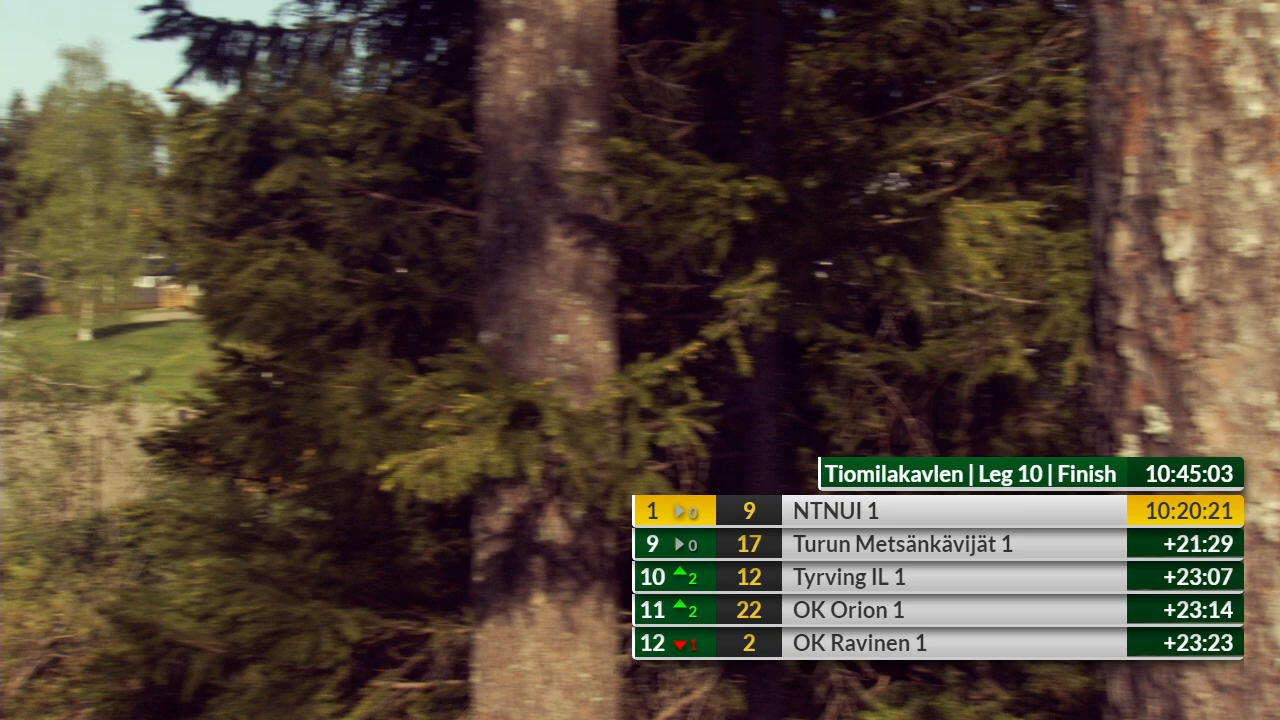 Tiomilakavlen | Leg 10 | Finish 10:45:03
1 0 9 NTNUI 1 10:20:21
9 0 17 Turun Metsänkävijät 1 +21:29
10 2 12 Tyrving IL 1 +23:07
11 2 22 OK Orion 1 +23:14
12 1 2 OK Ravinen 1 +23:23